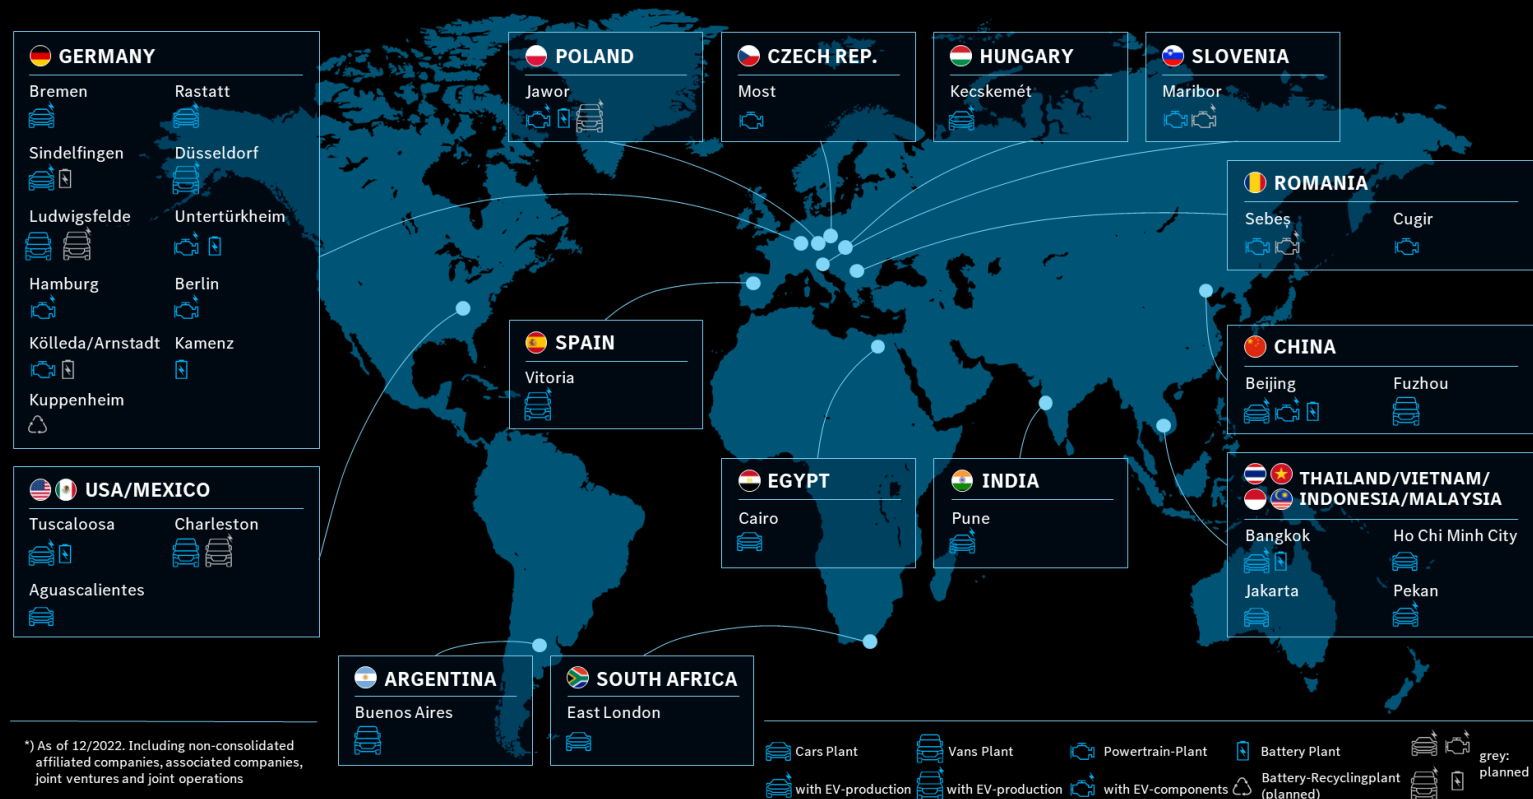 GERMANY
Bremen
Rastatt
Sindelfingen
Düsseldorf
Ludwigsfelde
Untertürkheim
Hamburg
Berlin
Kölleda/Arnstadt
Kamenz
Kuppenheim
USA/MEXICO
Tuscaloosa
Charleston
Aguascalientes
POLAND
Jawor
CZECH REP.
Most
HUNGARY
Kecskemét
SLOVENIA
Maribor
ROMANIA
Sebeş
Cugir
SPAIN
Vitoria
CHINA
Beijing
Fuzhou
EGYPT
Cairo
INDIA
Pune
THAILAND/VIETNAM/
INDONESIA/MALAYSIA
Bangkok
Ho Chi Minh City
Jakarta
Pekan
ARGENTINA
Buenos Aires
SOUTH AFRICA
East London
*) As of 12/2022. Including non-consolidated
affiliated companies, associated companies,
joint ventures and joint operations
Cars Plant
with EV-production
Vans Plant
with EV-production
Powertrain-Plant
with EV-components
Battery Plant
Battery-Recyclingplant
(planned)
grey:
planned